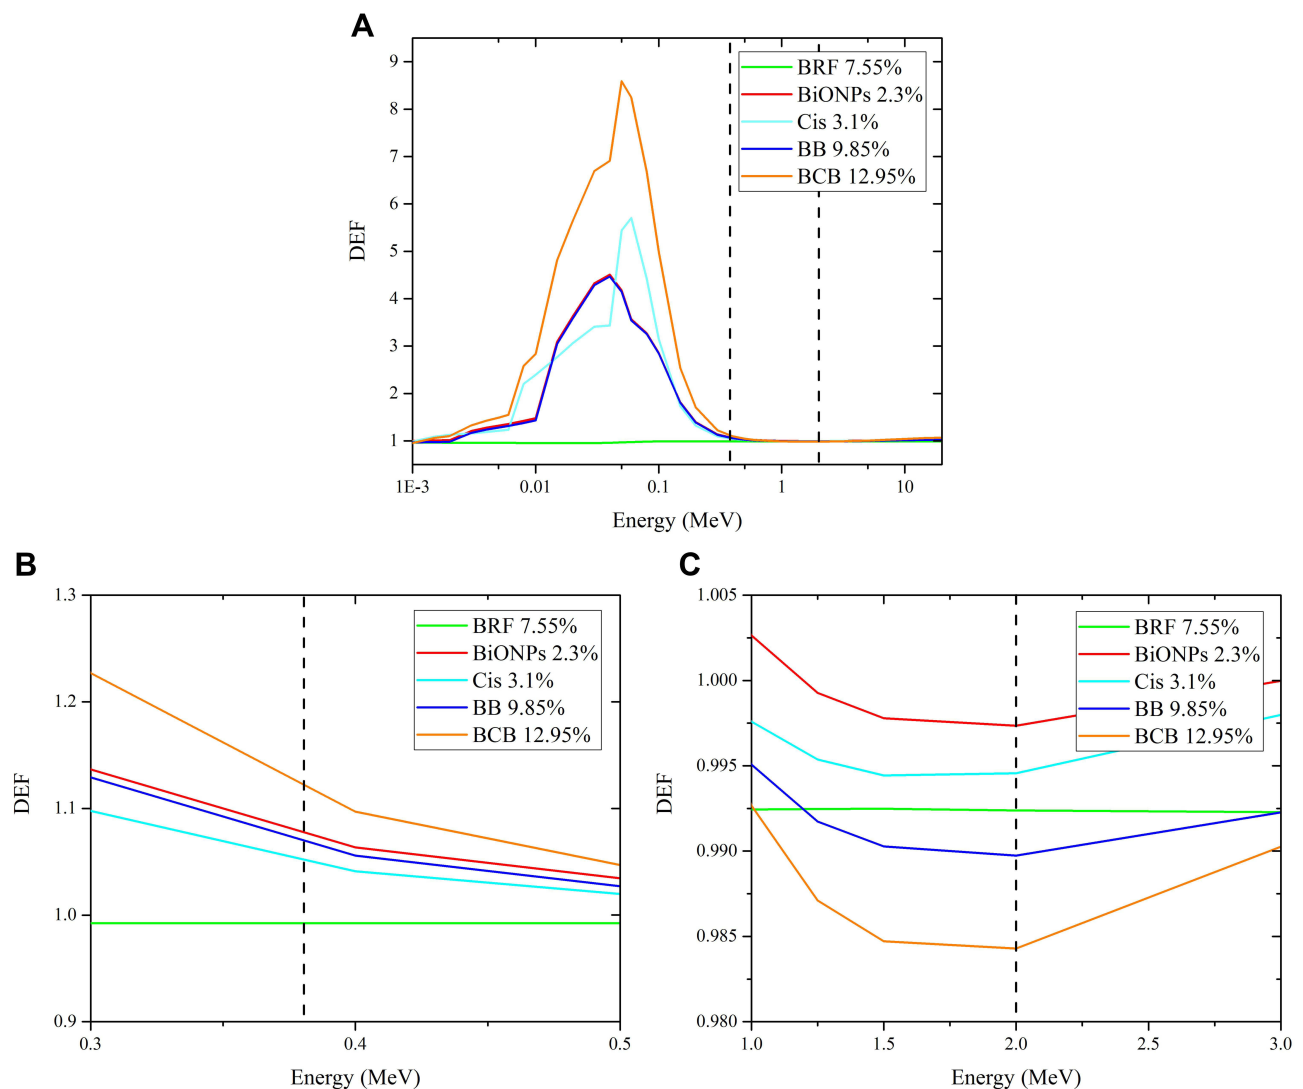 A
9
8
7
6
5
4
3
2
1
DEF
BRF 7.55%
BiONPs 2.3%
Cis 3.1%
BB 9.85%
BCB 12.95%
1E-3 0.01 0.1 1 10
Energy (MeV)
B
1.3
1.2
1.1
1.0
0.9
DEF
BRF 7.55%
BiONPs 2.3%
Cis 3.1%
BB 9.85%
BCB 12.95%
0.3 0.4 0.5
Energy (MeV)
C
1.005
1.000
0.995
0.990
0.985
0.980
DEF
BRF 7.55%
BiONPs 2.3%
Cis 3.1%
BB 9.85%
BCB 12.95%
1.0 1.5 2.0 2.5 3.0
Energy (MeV)